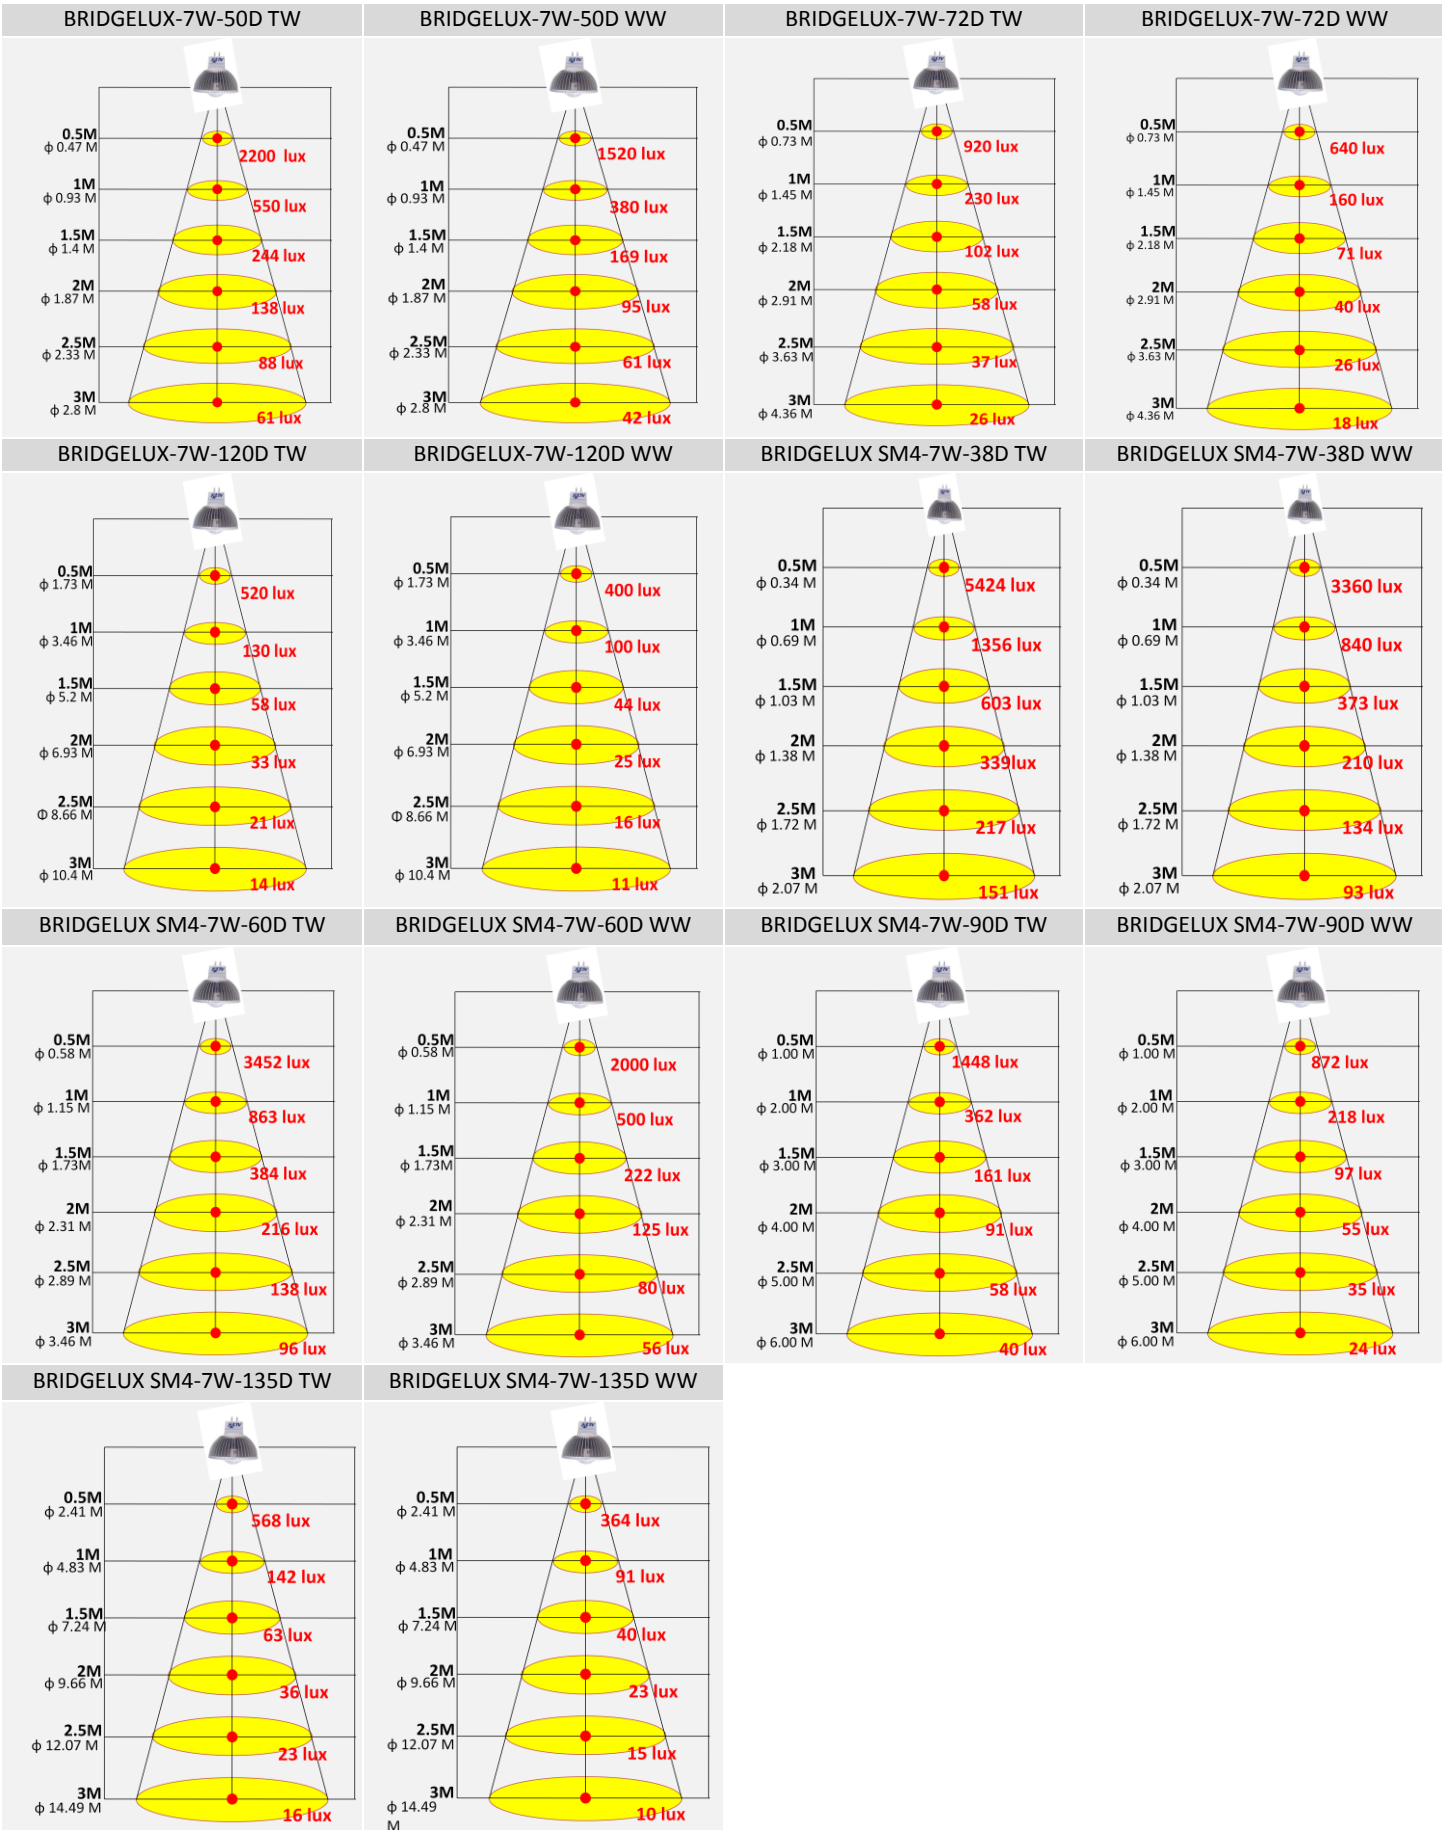 BRIDGELUX-7W-50D TW
0.5M
ϕ 0.47 M
2200 lux
1M
ϕ 0.93 M
550 lux
1.5M
ϕ 1.4 M
244 lux
2M
ϕ 1.87 M
138 lux
2.5M
ϕ 2.33 M
88 lux
3M
ϕ 2.8 M
61 lux
BRIDGELUX-7W-50D WW
0.5M
ϕ 0.47 M
1520 lux
1M
ϕ 0.93 M
380 lux
1.5M
ϕ 1.4 M
169 lux
2M
ϕ 1.87 M
95 lux
2.5M
ϕ 2.33 M
61 lux
3M
ϕ 2.8 M
42 lux
BRIDGELUX-7W-72D TW
0.5M
ϕ 0.73 M
920 lux
1M
ϕ 1.45 M
230 lux
1.5M
ϕ 2.18 M
102 lux
2M
ϕ 2.91 M
58 lux
2.5M
ϕ 3.63 M
37 lux
3M
ϕ 4.36 M
26 lux
BRIDGELUX-7W-72D WW
0.5M
ϕ 0.73 M
640 lux
1M
ϕ 1.45 M
160 lux
1.5M
ϕ 2.18 M
71 lux
2M
ϕ 2.91 M
40 lux
2.5M
ϕ 3.63 M
26 lux
3M
ϕ 4.36 M
18 lux
BRIDGELUX-7W-120D TW
0.5M
ϕ 1.73 M
520 lux
1M
ϕ 3.46 M
130 lux
1.5M
ϕ 5.2 M
58 lux
2M
ϕ 6.93 M
33 lux
2.5M
Φ 8.66 M
21 lux
3M
ϕ 10.4 M
14 lux
BRIDGELUX-7W-120D WW
0.5M
ϕ 1.73 M
400 lux
1M
ϕ 3.46 M
100 lux
1.5M
ϕ 5.2 M
44 lux
2M
ϕ 6.93 M
25 lux
2.5M
Φ 8.66 M
16 lux
3M
ϕ 10.4 M
11 lux
BRIDGELUX SM4-7W-38D TW
0.5M
ϕ 0.34 M
5424 lux
1M
ϕ 0.69 M
1356 lux
1.5M
ϕ 1.03 M
603 lux
2M
ϕ 1.38 M
339lux
2.5M
ϕ 1.72 M
217 lux
3M
ϕ 2.07 M
151 lux
BRIDGELUX SM4-7W-38D WW
0.5M
ϕ 0.34 M
3360 lux
1M
ϕ 0.69 M
840 lux
1.5M
ϕ 1.03 M
373 lux
2M
ϕ 1.38 M
210 lux
2.5M
ϕ 1.72 M
134 lux
3M
ϕ 2.07 M
93 lux
BRIDGELUX SM4-7W-60D TW
0.5M
ϕ 0.58 M
3452 lux
1M
ϕ 1.15 M
863 lux
1.5M
ϕ 1.73M
384 lux
2M
ϕ 2.31 M
216 lux
2.5M
ϕ 2.89 M
138 lux
3M
ϕ 3.46 M
96 lux
BRIDGELUX SM4-7W-60D WW
0.5M
ϕ 0.58 M
2000 lux
1M
ϕ 1.15 M
500 lux
1.5M
ϕ 1.73M
222 lux
2M
ϕ 2.31 M
125 lux
2.5M
ϕ 2.89 M
80 lux
3M
ϕ 3.46 M
56 lux
BRIDGELUX SM4-7W-90D TW
0.5M
ϕ 1.00 M
1448 lux
1M
ϕ 2.00 M
362 lux
1.5M
ϕ 3.00 M
161 lux
2M
ϕ 4.00 M
91 lux
2.5M
ϕ 5.00 M
58 lux
3M
ϕ 6.00 M
40 lux
BRIDGELUX SM4-7W-90D WW
0.5M
ϕ 1.00 M
872 lux
1M
ϕ 2.00 M
218 lux
1.5M
ϕ 3.00 M
97 lux
2M
ϕ 4.00 M
55 lux
2.5M
ϕ 5.00 M
35 lux
3M
ϕ 6.00 M
24 lux
BRIDGELUX SM4-7W-135D TW
0.5M
ϕ 2.41 M
568 lux
1M
ϕ 4.83 M
142 lux
1.5M
ϕ 7.24 M
63 lux
2M
ϕ 9.66 M
36 lux
2.5M
ϕ 12.07 M
23 lux
3M
ϕ 14.49 M
16 lux
BRIDGELUX SM4-7W-135D WW
0.5M
ϕ 2.41 M
364 lux
1M
ϕ 4.83 M
91 lux
1.5M
ϕ 7.24 M
40 lux
2M
ϕ 9.66 M
23 lux
2.5M
ϕ 12.07 M
15 lux
3M
ϕ 14.49
M
10 lux